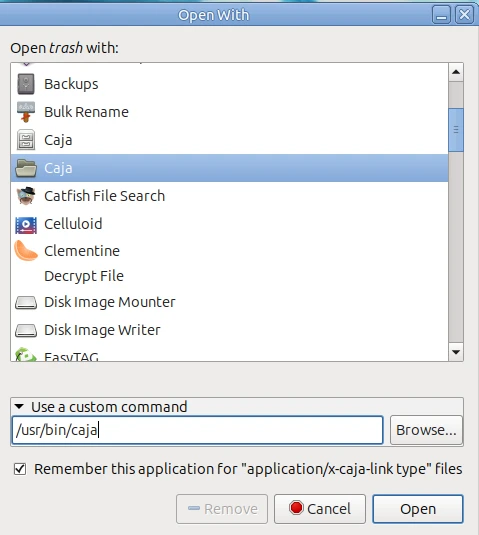 Open With
Open trash with:
Backups
Bulk Rename
Caja
Caja
Catfish File Search
Celluloid
Clementine
Decrypt File
Disk Image Mounter
Disk Image Writer
EasyTAG
Use a custom command
/usr/bin/caja
Browse...
Remember this application for "application/x-caja-link type" files
Remove
Cancel
Open